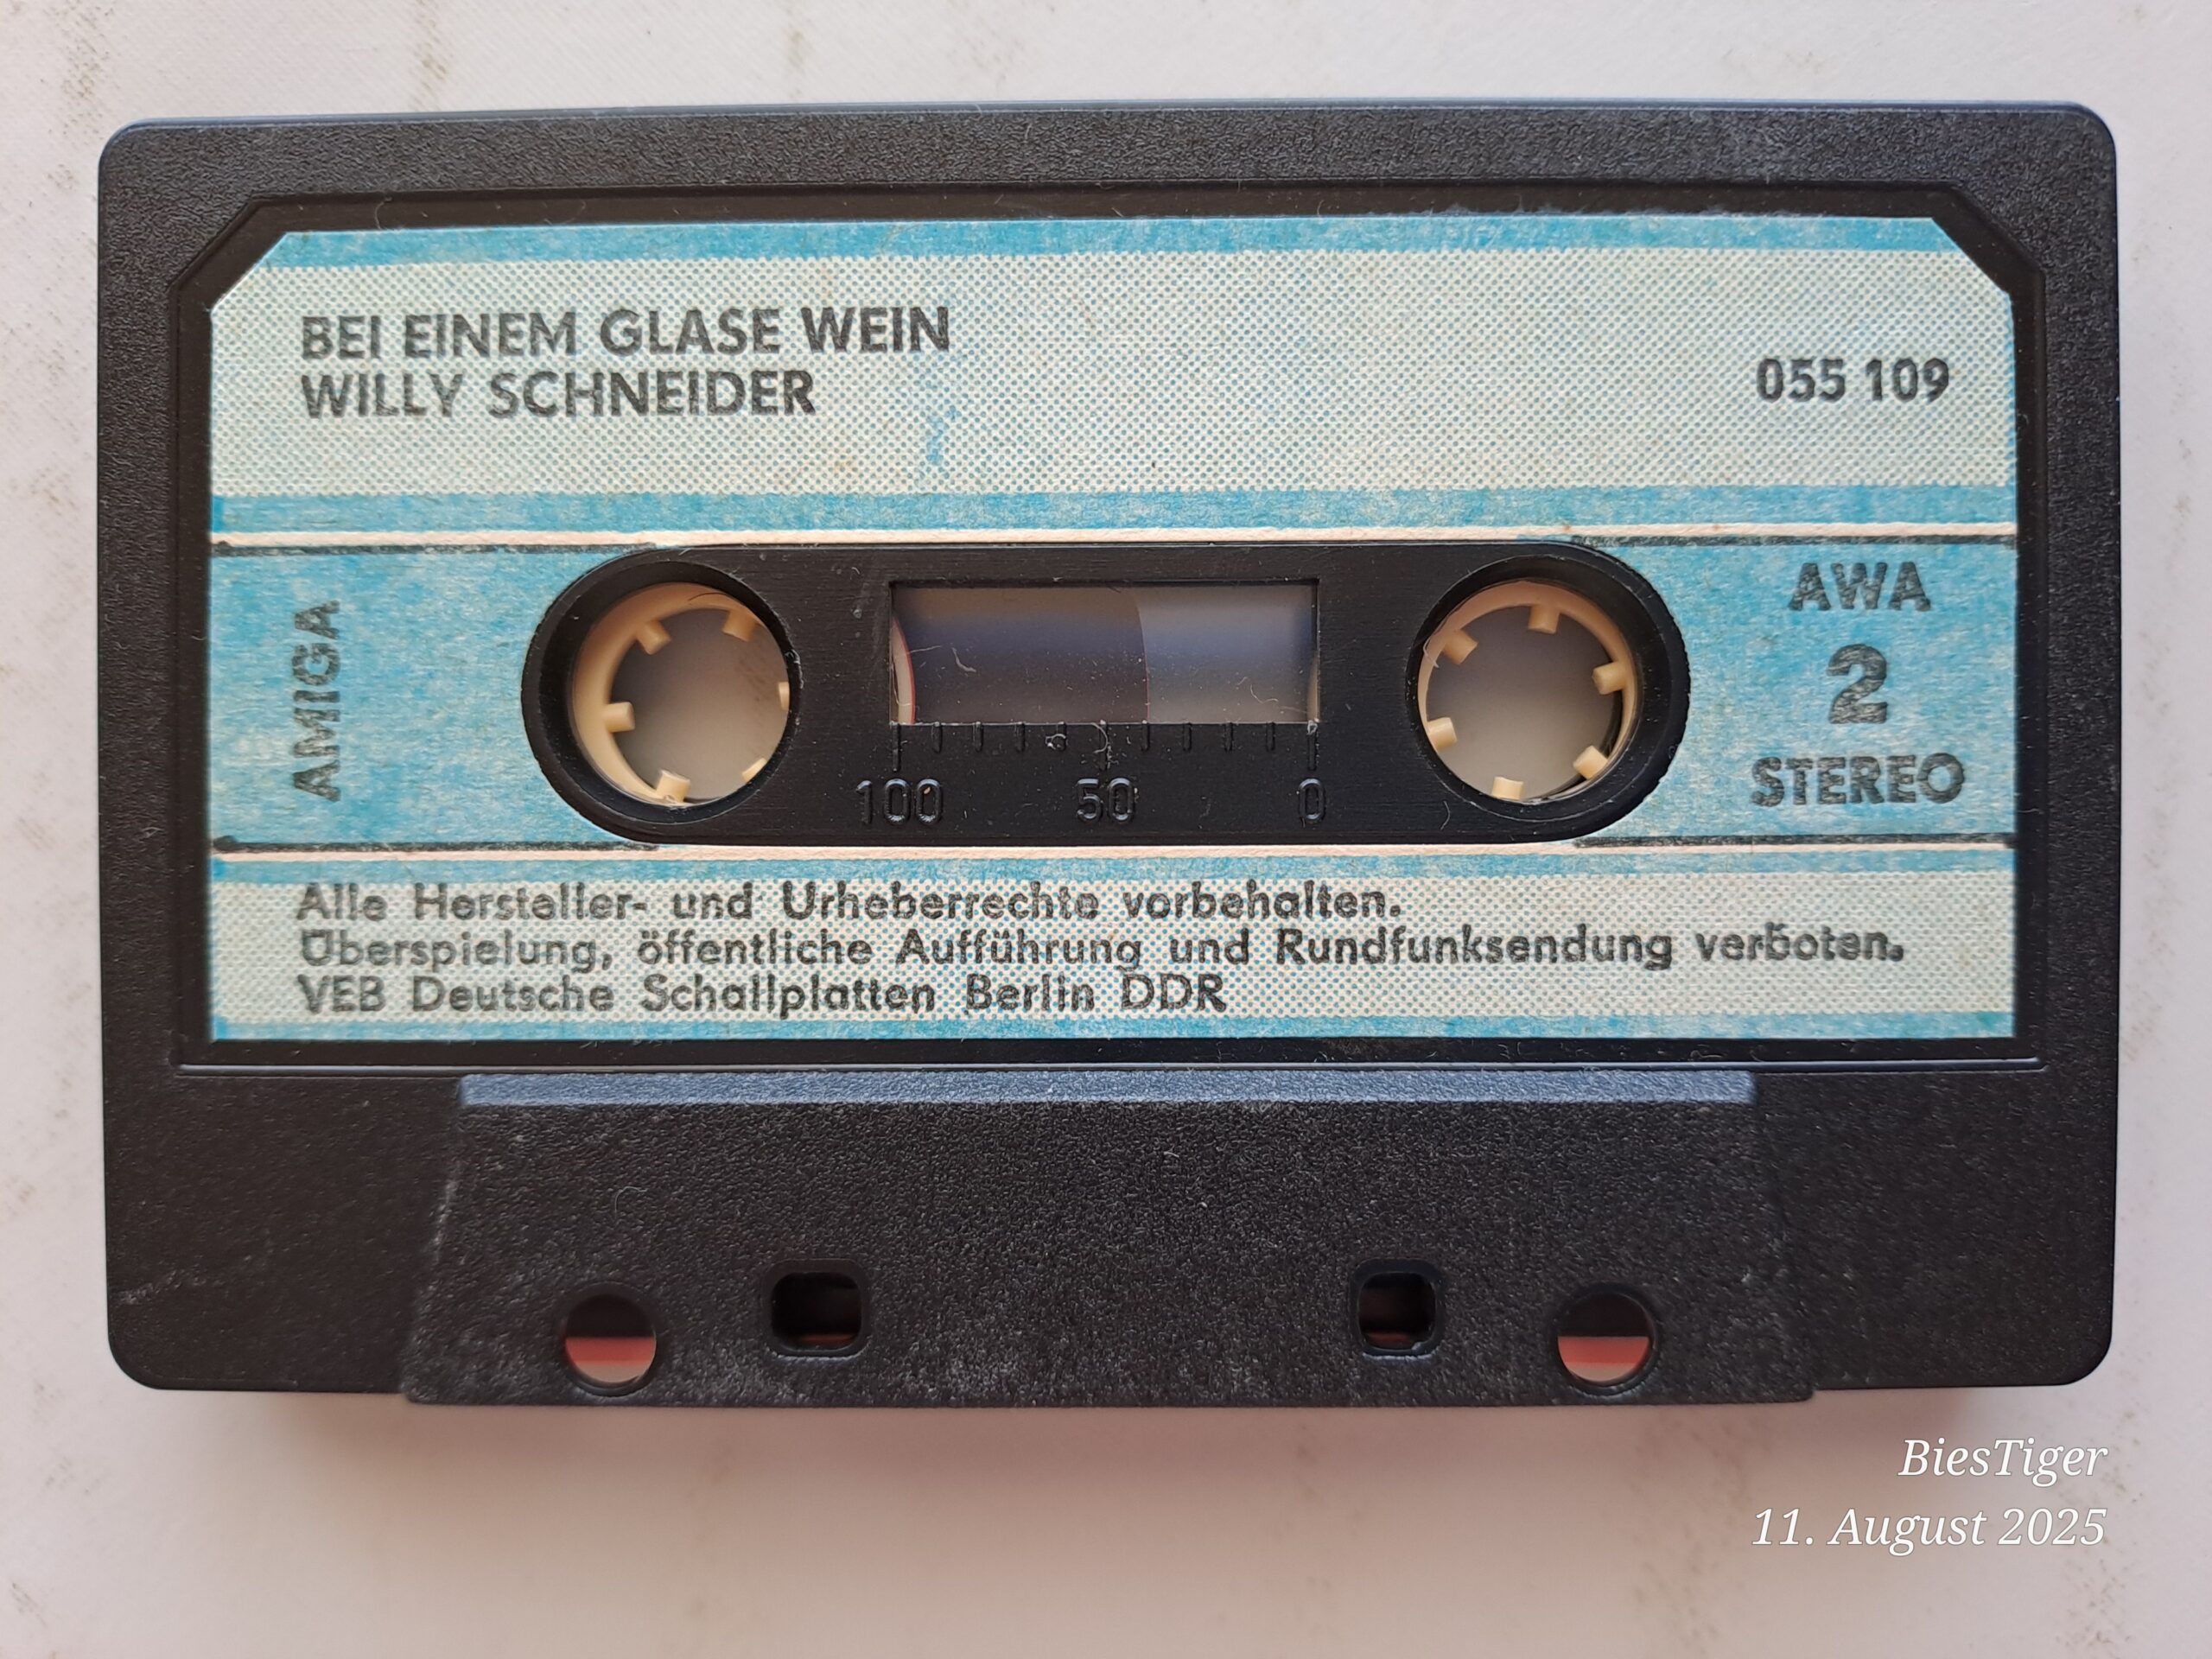 BEI EINEM GLASE WEIN
WILLY SCHNEIDER
055 109
AMIGA
AWA
2
STEREO
100 50 0
Alle Hersteller- und Urheberrechte vorbehalten.
Überspielung, öffentliche Aufführung und Rundfunksendung verboten.
VEB Deutsche Schallplatten Berlin DDR
BiesTiger
11. August 2025